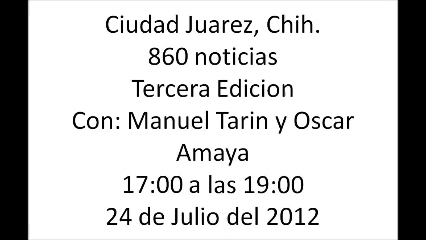 Ciudad Juarez, Chih.
860 noticias
Tercera Edicion
Con: Manuel Tarin y Oscar
Amaya
17:00 a las 19:00
24 de Julio del 2012